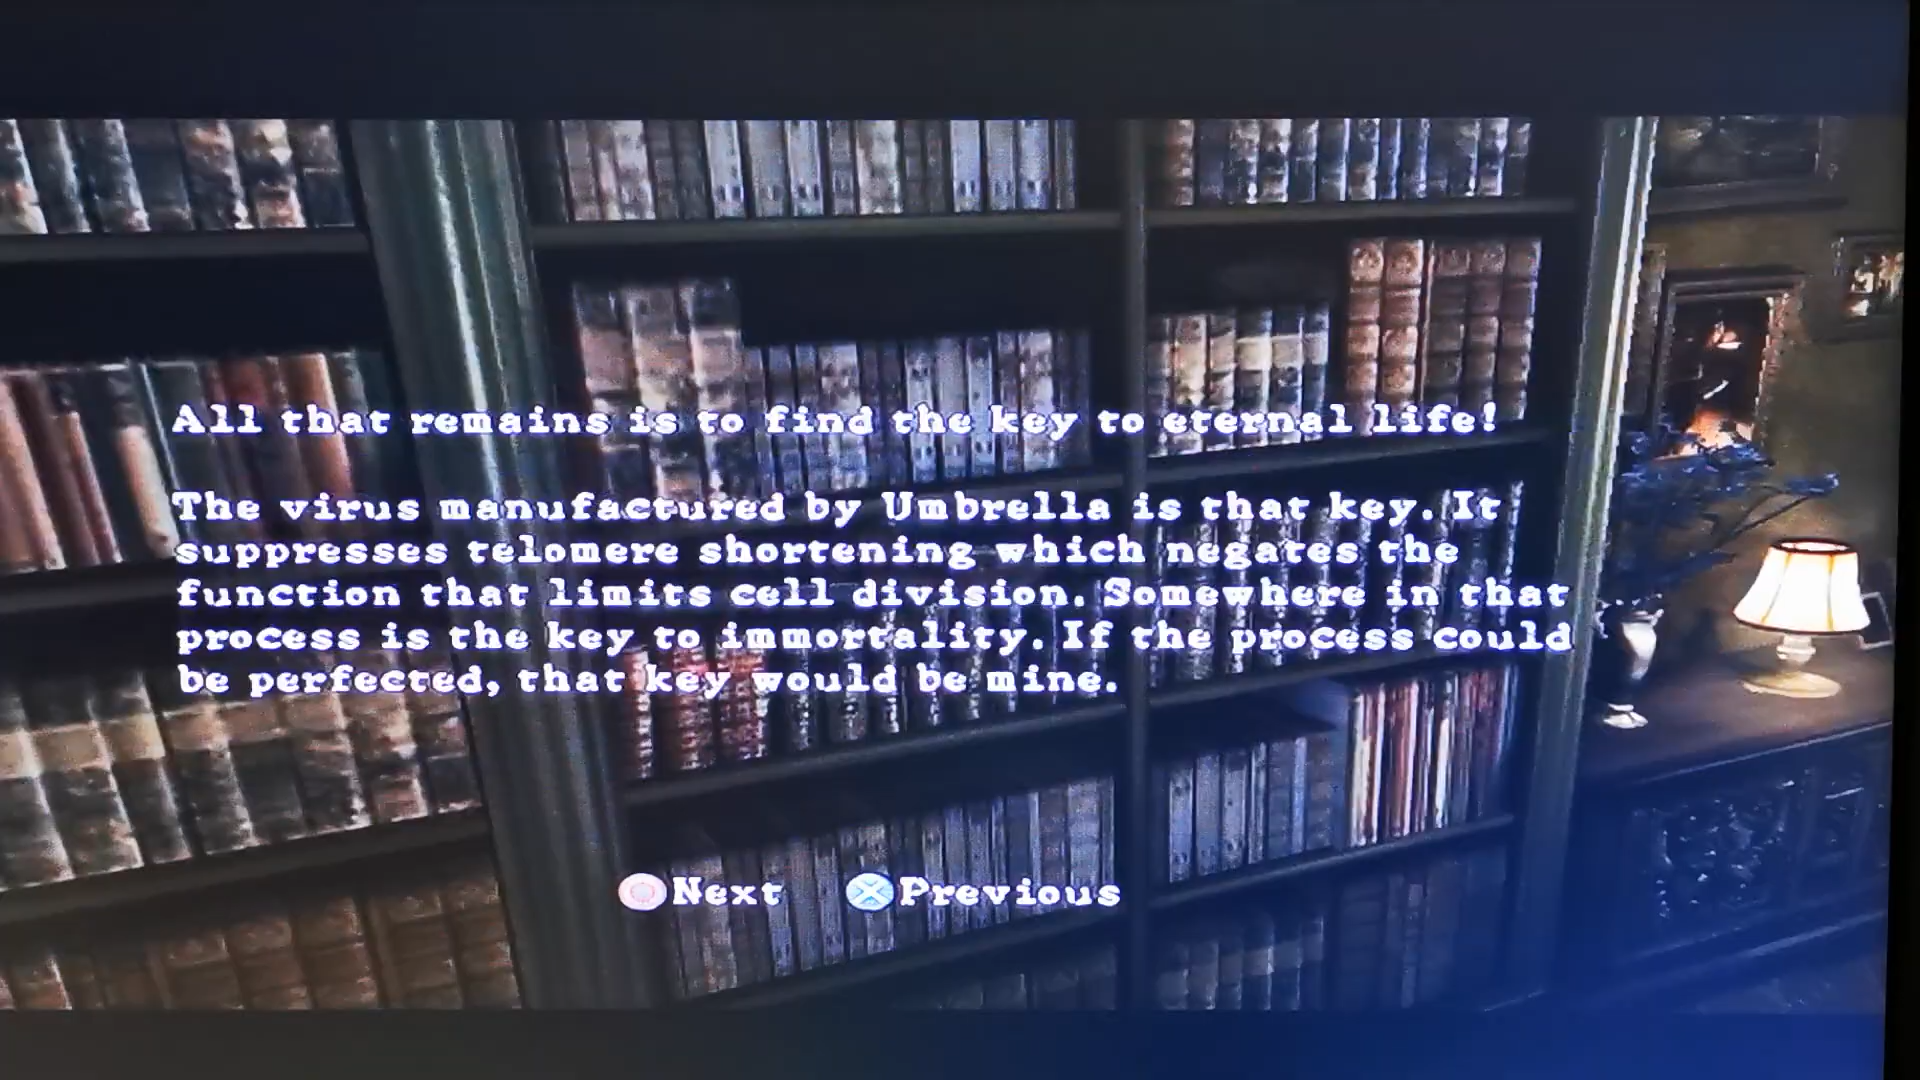 All that remains is to find the key to eternal life!
The virus manufactured by Umbrella is that key. It
suppresses telomere shortening which negates the
function that limits cell division. Somewhere in that
process is the key to immortality. If the process could
be perfected, that key would be mine.
Next Previous